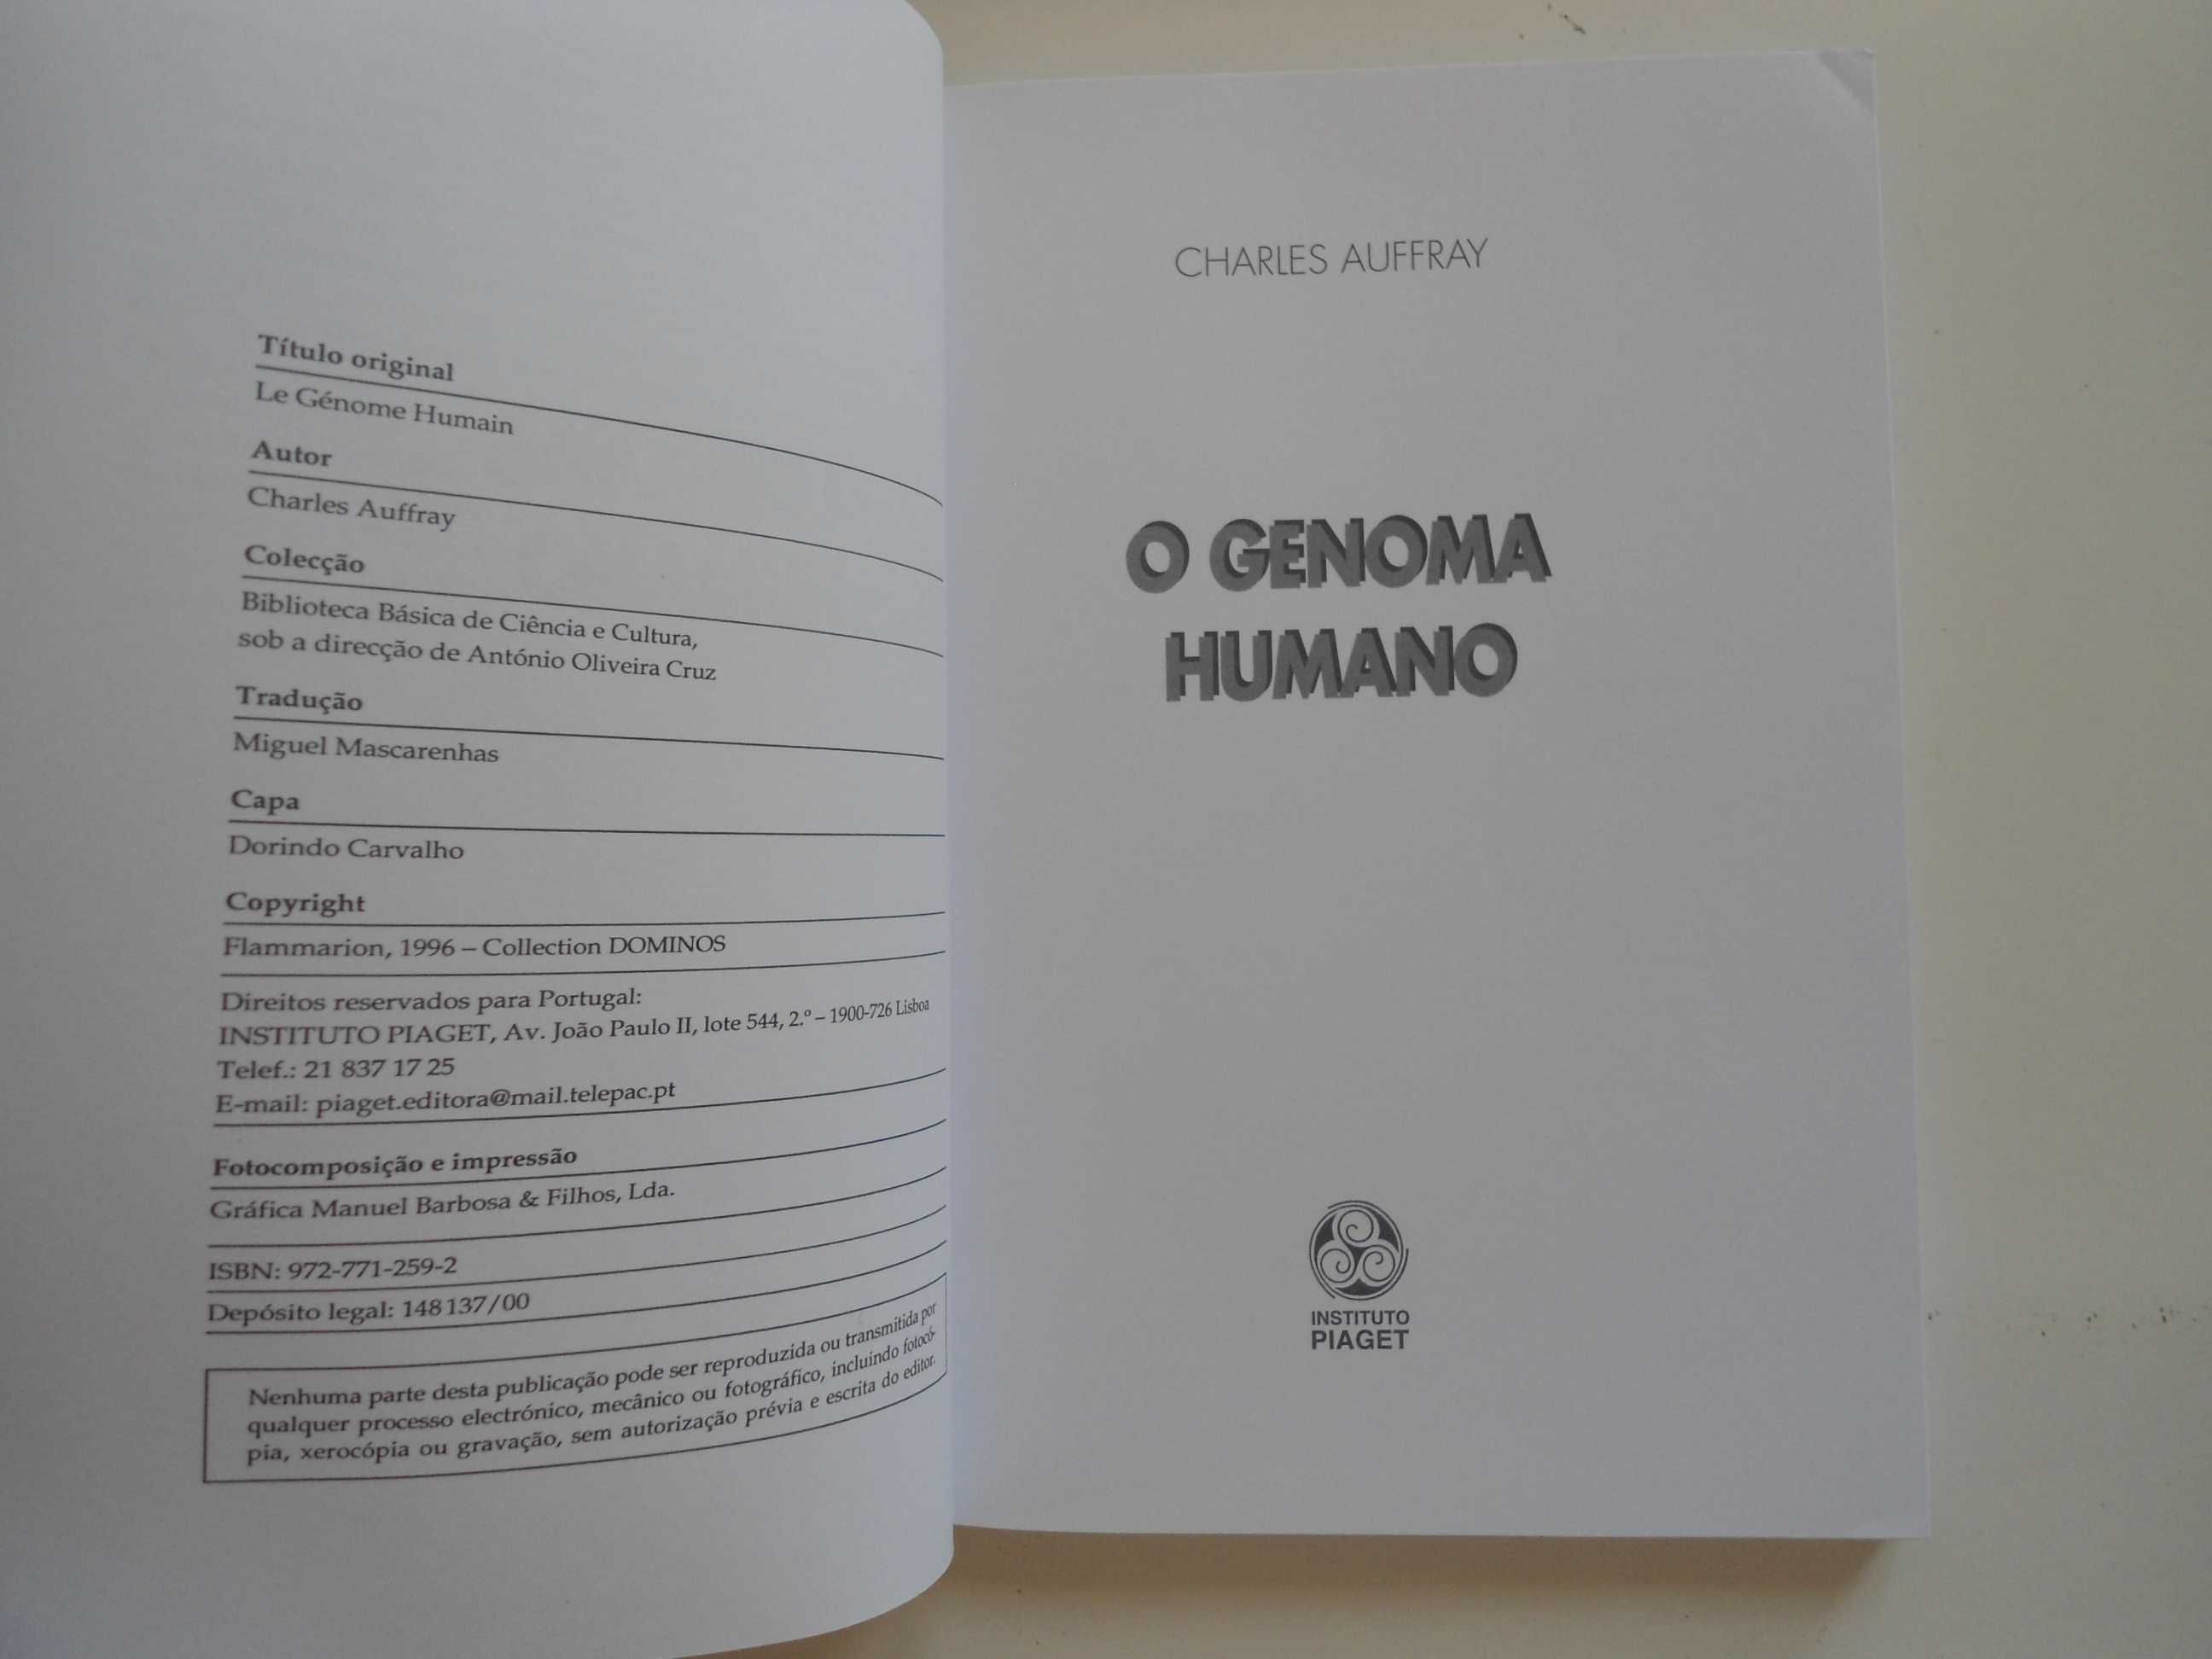 Título original
Le Génome Humain
Autor
Charles Auffray
Colecção
Biblioteca Básica de Ciência e Cultura,
sob a direcção de António Oliveira Cruz
Tradução
Miguel Mascarenhas
Capa
Dorindo Carvalho
Copyright
Flammarion, 1996 – Collection DOMINOS
Direitos reservados para Portugal:
INSTITUTO PIAGET, Av. João Paulo II, lote 544, 2.º – 1900-726 Lisboa
Telef.: 21 837 17 25
E-mail: piaget.editora@mail.telepac.pt
Fotocomposição e impressão
Gráfica Manuel Barbosa & Filhos, Lda.
ISBN: 972-771-259-2
Depósito legal: 148137/00
Nenhuma parte desta publicação pode ser reproduzida ou transmitida por
qualquer processo electrónico, mecânico ou fotográfico, incluindo fotocó-
pia, xerocópia ou gravação, sem autorização prévia e escrita do editor.
CHARLES AUFFRAY
O GENOMA
HUMANO
INSTITUTO
PIAGET